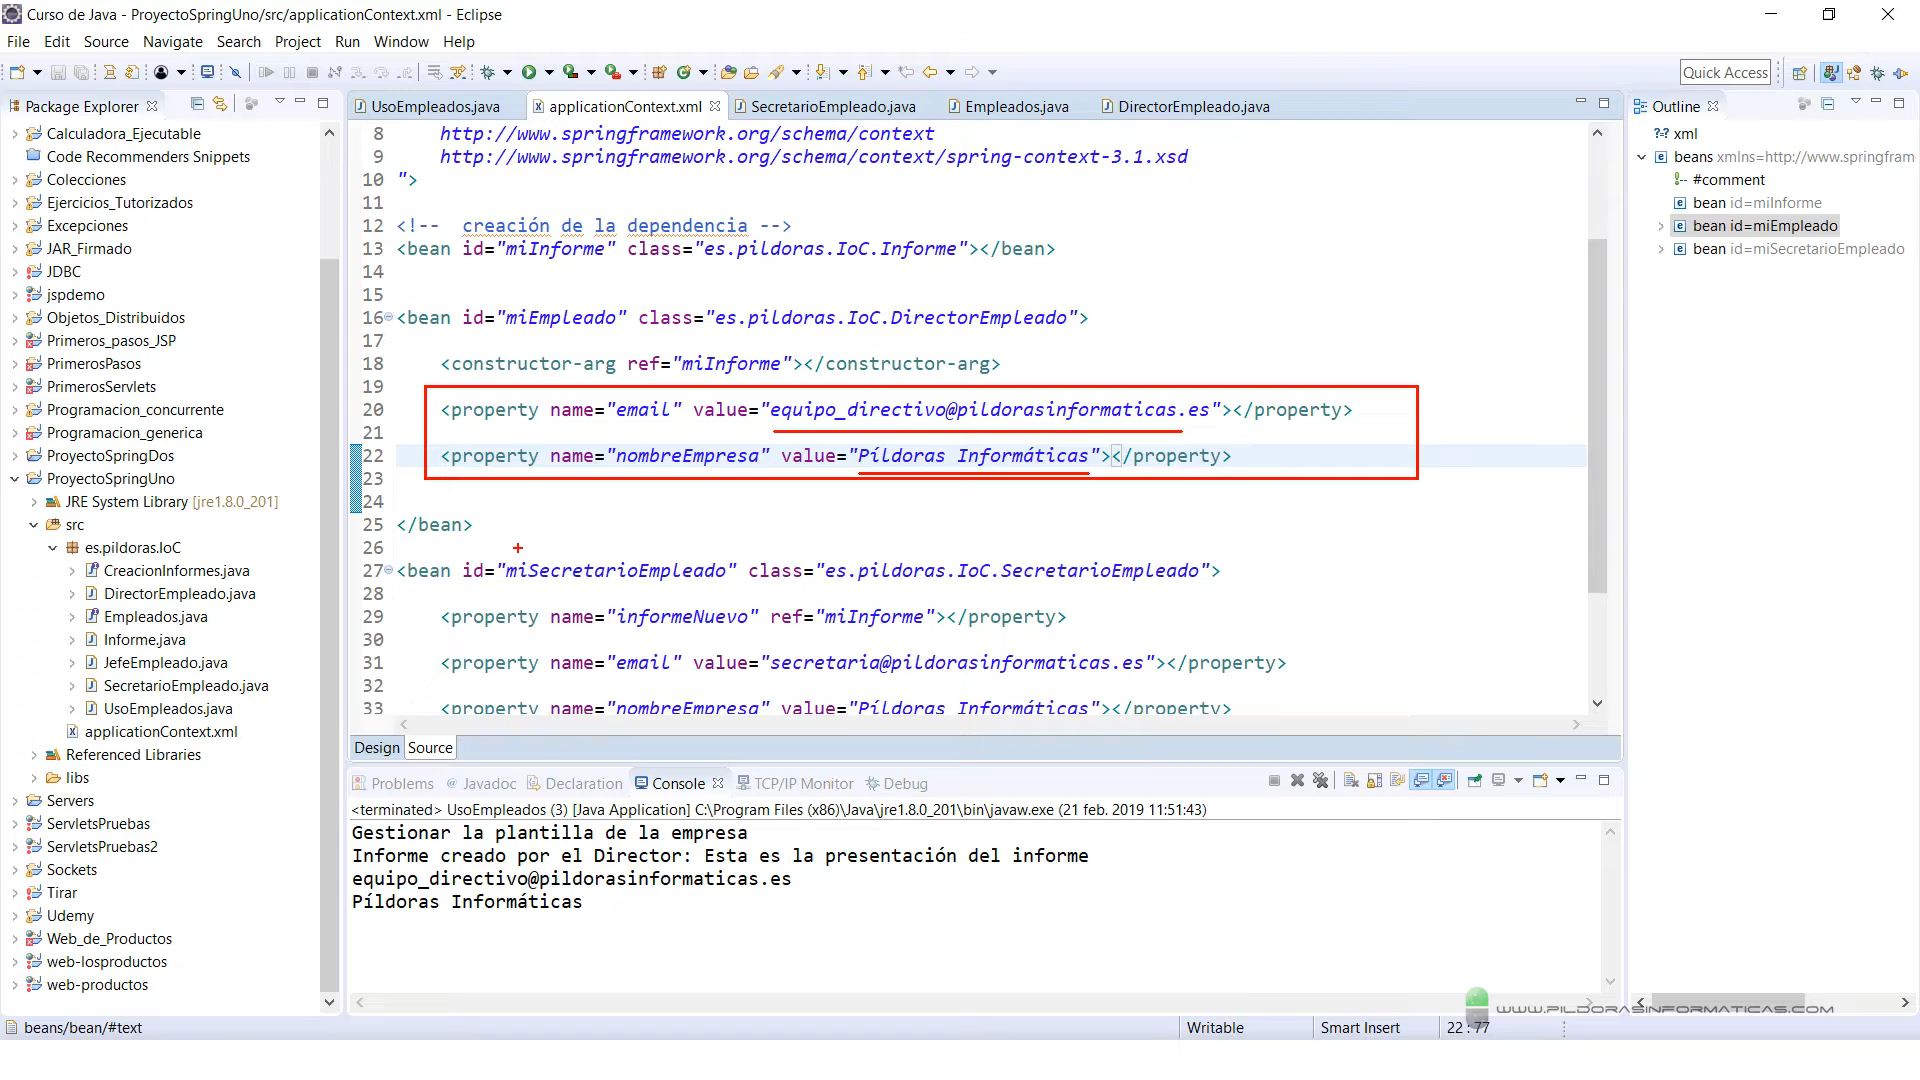 Curso de Java - ProyectoSpringUno/src/applicationContext.xml - Eclipse
File Edit Source Navigate Search Project Run Window Help
Quick Access
Package Explorer
Calculadora_Ejecutable
Code Recommenders Snippets
Colecciones
Ejercicios_Tutorizados
Excepciones
JAR_Firmado
JDBC
jspdemo
Objetos_Distribuidos
Primeros_pasos_JSP
PrimerosPasos
PrimerosServlets
Programacion_concurrente
Programacion_generica
ProyectoSpringDos
ProyectoSpringUno
JRE System Library [jre1.8.0_201]
src
es.pildoras.IoC
CreacionInformes.java
DirectorEmpleado.java
Empleados.java
Informe.java
JefeEmpleado.java
SecretarioEmpleado.java
UsoEmpleados.java
applicationContext.xml
Referenced Libraries
libs
Servers
ServletsPruebas
ServletsPruebas2
Sockets
Tirar
Udemy
Web_de_Productos
web-losproductos
web-productos
UsoEmpleados.java applicationContext.xml SecretarioEmpleado.java Empleados.java DirectorEmpleado.java
8 http://www.springframework.org/schema/context
9 http://www.springframework.org/schema/context/spring-context-3.1.xsd
10 ">
11
12 <!-- creación de la dependencia -->
13 <bean id="miInforme" class="es.pildoras.IoC.Informe"></bean>
14
15
16 <bean id="miEmpleado" class="es.pildoras.IoC.DirectorEmpleado">
17
18 <constructor-arg ref="miInforme"></constructor-arg>
19
20 <property name="email" value="equipo_directivo@pildorasinformaticas.es"></property>
21
22 <property name="nombreEmpresa" value="Píldoras Informáticas"></property>
23
24
25 </bean>
26
27 <bean id="miSecretarioEmpleado" class="es.pildoras.IoC.SecretarioEmpleado">
28
29 <property name="informeNuevo" ref="miInforme"></property>
30
31 <property name="email" value="secretaria@pildorasinformaticas.es"></property>
32
33 <property name="nombreEmpresa" value="Píldoras Informáticas"></property>
Design Source
Outline
xml
beans xmlns=http://www.springfram
#comment
bean id=miInforme
bean id=miEmpleado
bean id=miSecretarioEmpleado
Problems Javadoc Declaration Console TCP/IP Monitor Debug
<terminated> UsoEmpleados (3) [Java Application] C:\Program Files (x86)\Java\jre1.8.0_201\bin\javaw.exe (21 feb. 2019 11:51:43)
Gestionar la plantilla de la empresa
Informe creado por el Director: Esta es la presentación del informe
equipo_directivo@pildorasinformaticas.es
Píldoras Informáticas
WWW.PILDORASINFORMATICAS.COM
beans/bean/#text
Writable
Smart Insert
22 : 77